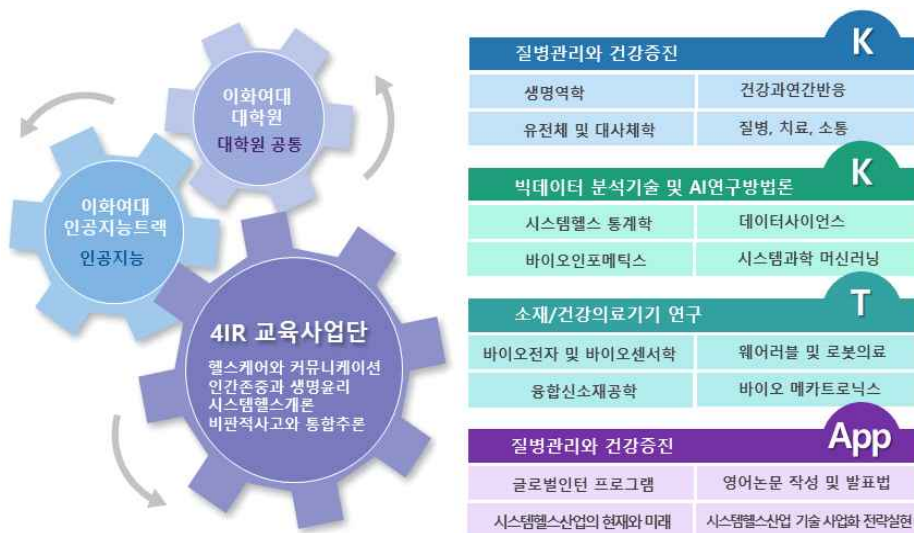 이화여대
대학원
대학원 공통
이화여대
인공지능트랙
인공지능
4IR 교육사업단
헬스케어와 커뮤니케이션
인간존중과 생명윤리
시스템헬스개론
비판적사고와 통합추론
질병관리와 건강증진
K
생명역학
건강과연간반응
유전체 및 대사체학
질병, 치료, 소통
빅데이터 분석기술 및 AI연구방법론
K
시스템헬스 통계학
데이터사이언스
바이오인포메틱스
시스템과학 머신러닝
소재/건강의료기기 연구
T
바이오전자 및 바이오센서학
웨어러블 및 로봇의료
융합신소재공학
바이오 메카트로닉스
질병관리와 건강증진
App
글로벌인턴 프로그램
영어논문 작성 및 발표법
시스템헬스산업의 현재와 미래
시스템헬스산업 기술 사업화 전략실현